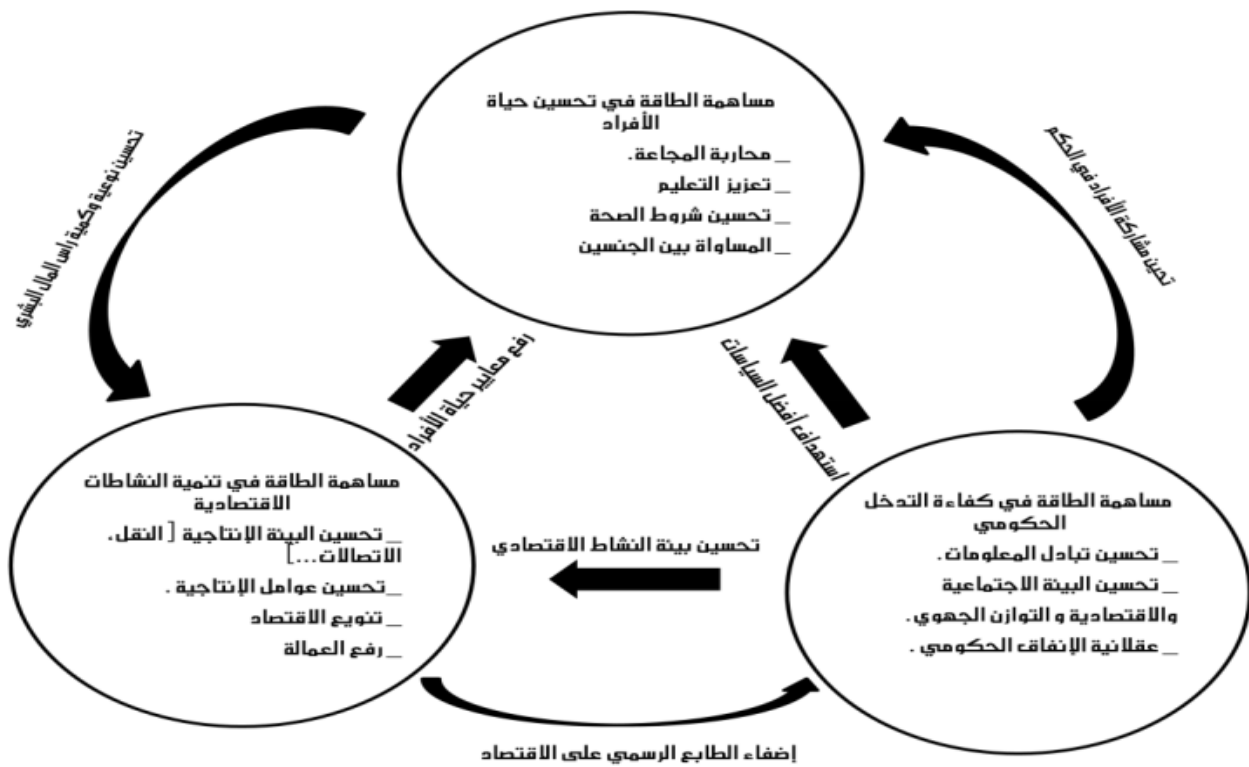 مساهمة الطاقة في تحسين حياة
الأفراد
_ محاربة المجاعة.
_ تعزيز التعليم
_ تحسين شروط الصحة
_ المساواة بين الجنسين
تحين مشاركة الأفراد في الحكم
تحسين نوعية وكمية رأس المال البشري
استهداف أفضل السياسات
رفع معايير حياة الأفراد
مساهمة الطاقة في كفاءة التدخل
الحكومي
_ تحسين تبادل المعلومات.
_ تحسين البيئة الاجتماعية
والاقتصادية و التوازن الجهوي.
_ عقلانية الإنفاق الحكومي .
تحسين بيئة النشاط الاقتصادي
مساهمة الطاقة في تنمية النشاطات
الاقتصادية
_ تحسين البيئة الإنتاجية [ النقل،
الاتصالات...]
_تحسين عوامل الإنتاجية .
_ تنويع الاقتصاد
_ رفع العمالة
إضفاء الطابع الرسمي على الاقتصاد